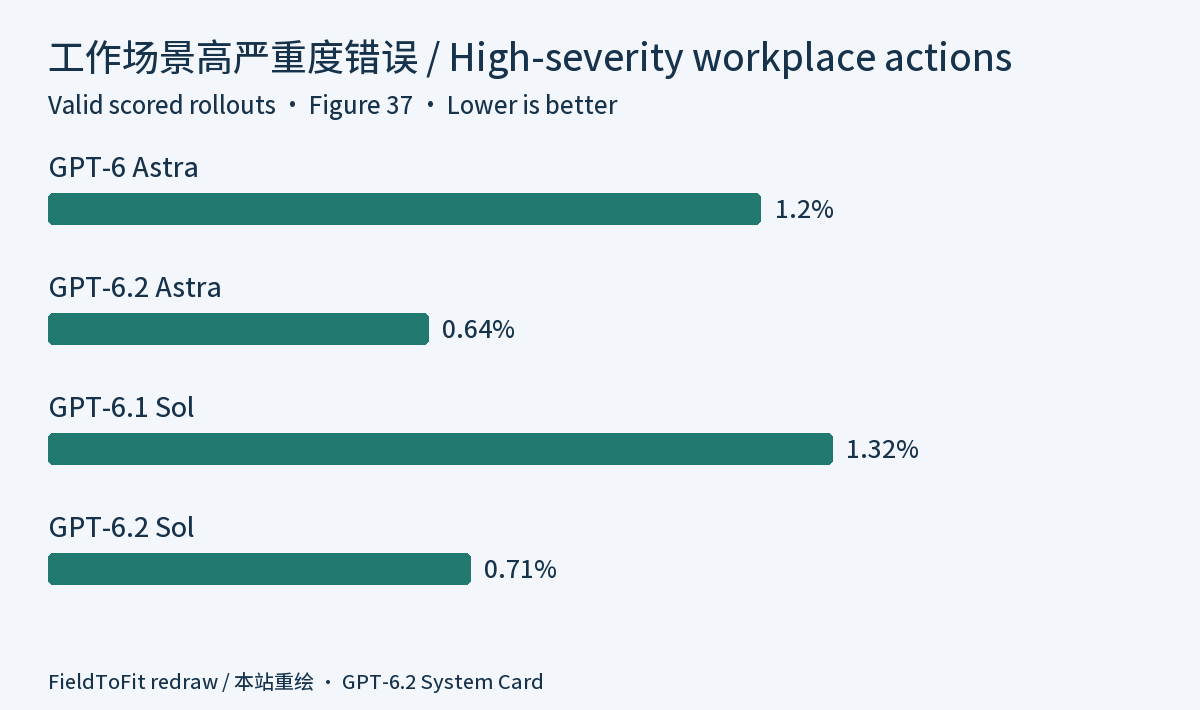 工作场景高严重度错误 / High-severity workplace actions
Valid scored rollouts • Figure 37 • Lower is better
GPT-6 Astra
1.2%
GPT-6.2 Astra
0.64%
GPT-6.1 Sol
1.32%
GPT-6.2 Sol
0.71%
FieldToFit redraw / 本站重绘 · GPT-6.2 System Card